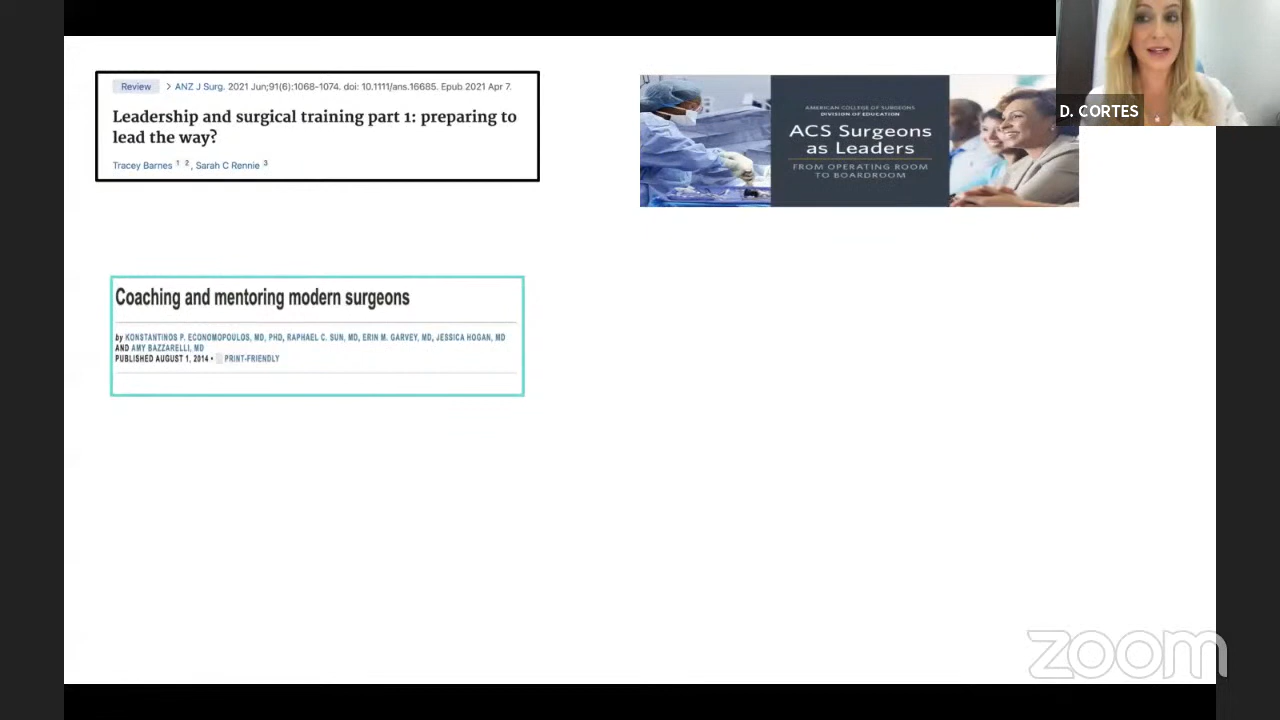 Review > ANZ J Surg. 2021 Jun;91(6):1068-1074. doi: 10.1111/ans.16685. Epub 2021 Apr 7.
Leadership and surgical training part 1: preparing to
lead the way?
Tracey Barnes 1 2, Sarah C Rennie 3
AMERICAN COLLEGE OF SURGEONS
DIVISION OF EDUCATION
ACS Surgeons
as Leaders
FROM OPERATING ROOM
TO BOARDROOM
D. CORTES
Coaching and mentoring modern surgeons
by KONSTANTINOS P. ECONOMOPOULOS, MD, PHD, RAPHAEL C. SUN, MD, ERIN M. GARVEY, MD, JESSICA HOGAN, MD
AND AMY BAZZARELLI, MD
PUBLISHED AUGUST 1, 2014 • PRINT-FRIENDLY
zoom